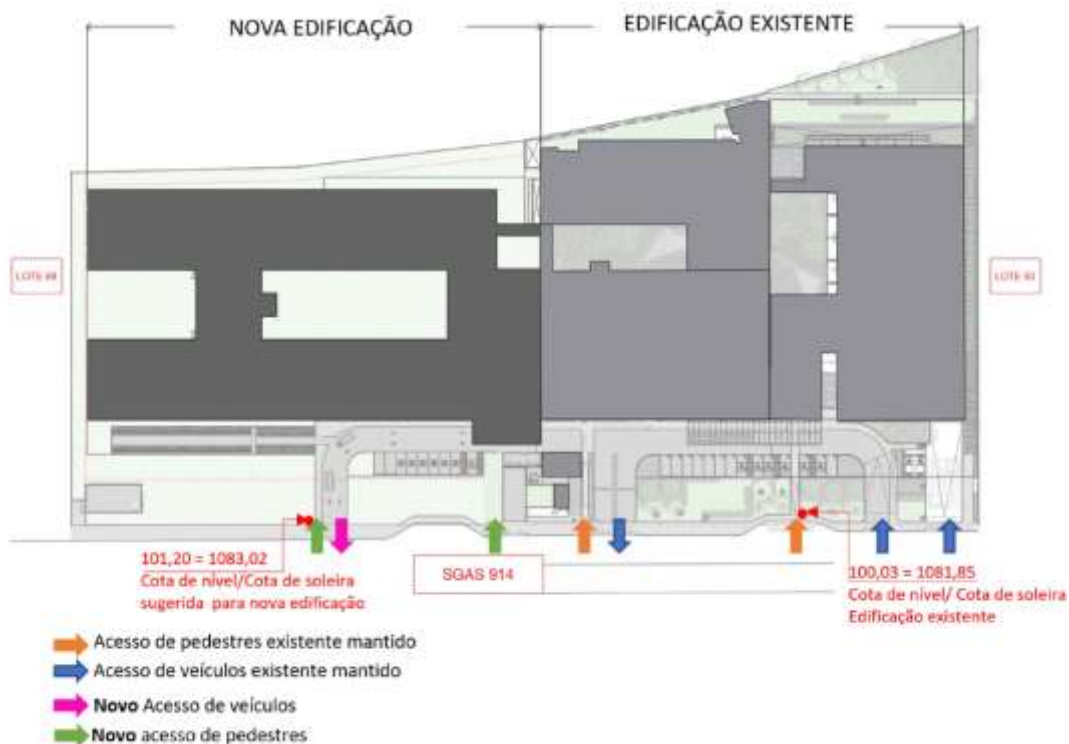 NOVA EDIFICAÇÃO
EDIFICAÇÃO EXISTENTE
LOTE
LOTE
101,20 = 1083,02
Cota de nível/Cota de soleira
sugerida para nova edificação
SGAS 914
100,03 = 1081,85
Cota de nível/ Cota de soleira
Edificação existente
Acesso de pedestres existente mantido
Acesso de veículos existente mantido
Novo Acesso de veículos
Novo acesso de pedestres